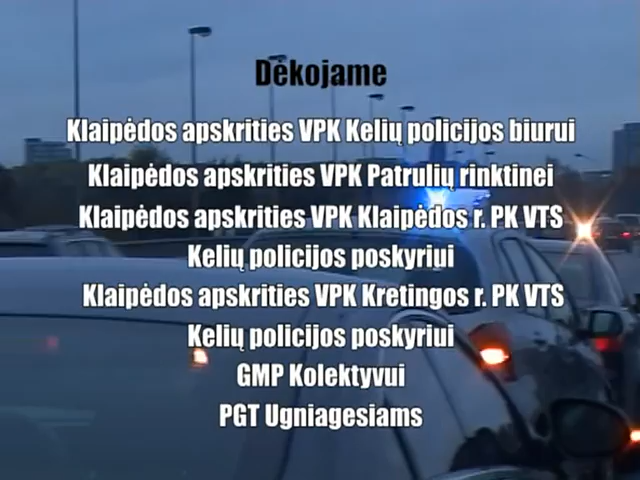 Dėkojame
Klaipėdos apskrities VPK Kelių policijos biurui
Klaipėdos apskrities VPK Patrulių rinktinei
Klaipėdos apskrities VPK Klaipėdos r. PK VTS
Kelių policijos poskyriui
Klaipėdos apskrities VPK Kretingos r. PK VTS
Kelių policijos poskyriui
GMP Kolektyvui
PGT Ugniagesiams